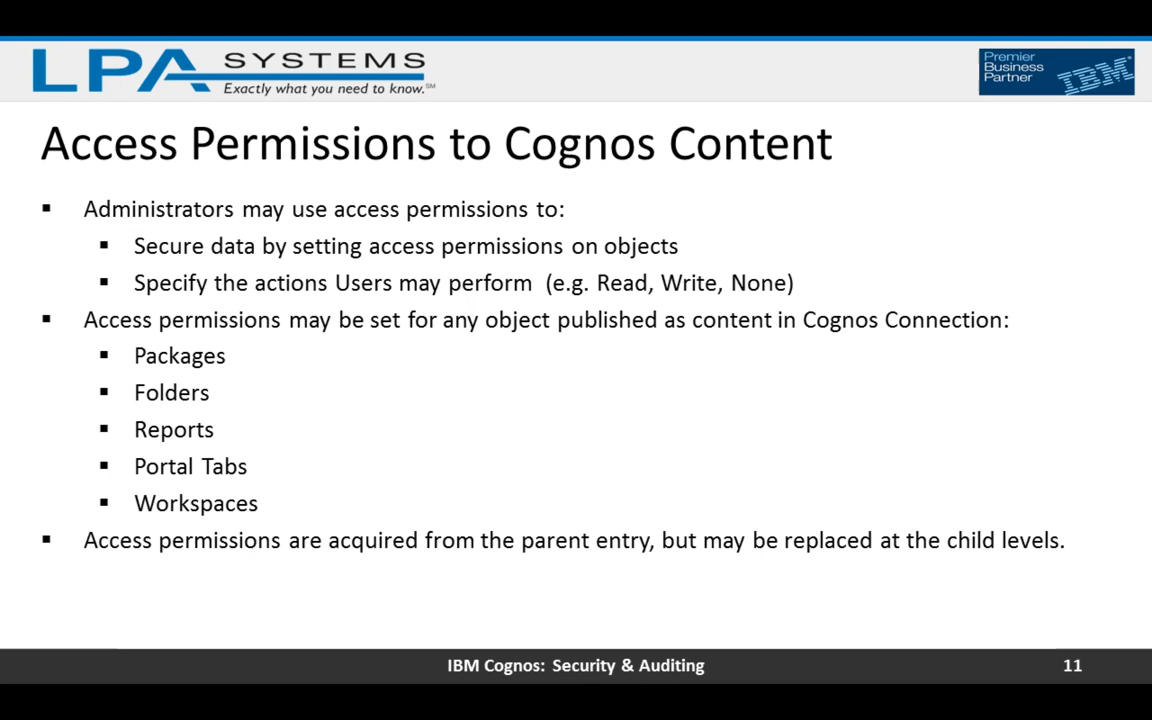 LPA SYSTEMS
Exactly what you need to know.℠
Premier
Business
Partner
IBM
Access Permissions to Cognos Content
▪ Administrators may use access permissions to:
▪ Secure data by setting access permissions on objects
▪ Specify the actions Users may perform (e.g. Read, Write, None)
▪ Access permissions may be set for any object published as content in Cognos Connection:
▪ Packages
▪ Folders
▪ Reports
▪ Portal Tabs
▪ Workspaces
▪ Access permissions are acquired from the parent entry, but may be replaced at the child levels.
IBM Cognos: Security & Auditing
11